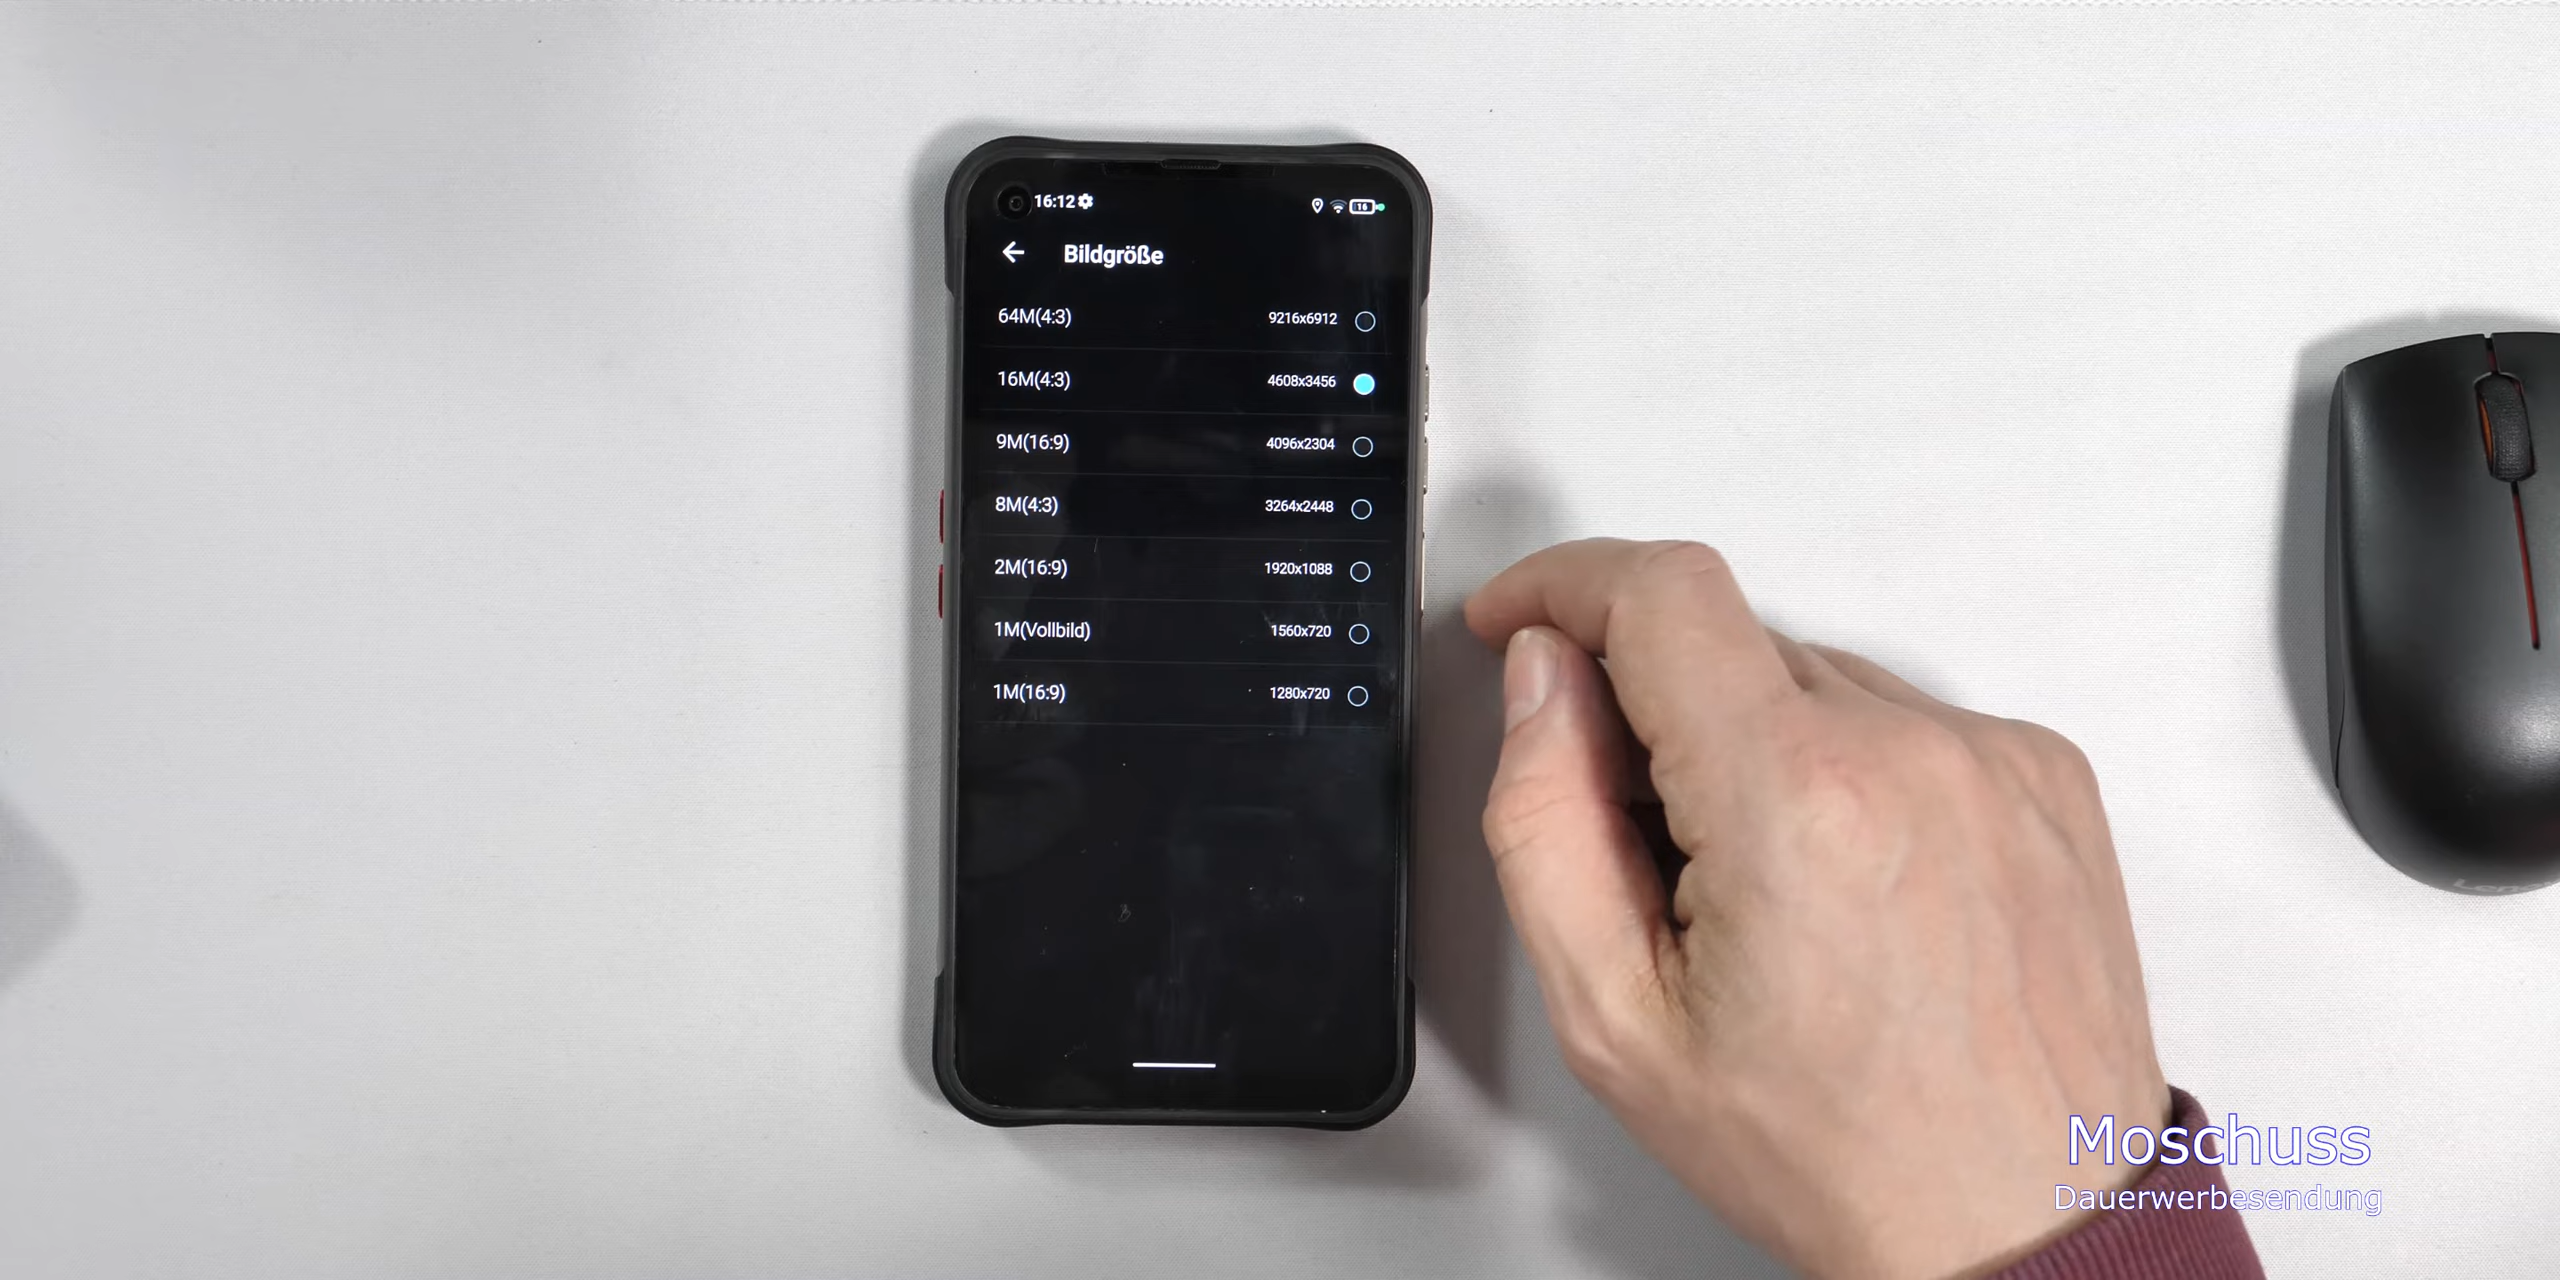 16:12
16
Bildgröße
64M(4:3) 9216x6912
16M(4:3) 4608x3456
9M(16:9) 4096x2304
8M(4:3) 3264x2448
2M(16:9) 1920x1088
1M(Vollbild) 1560x720
1M(16:9) 1280x720
Moschuss
Dauerwerbesendung